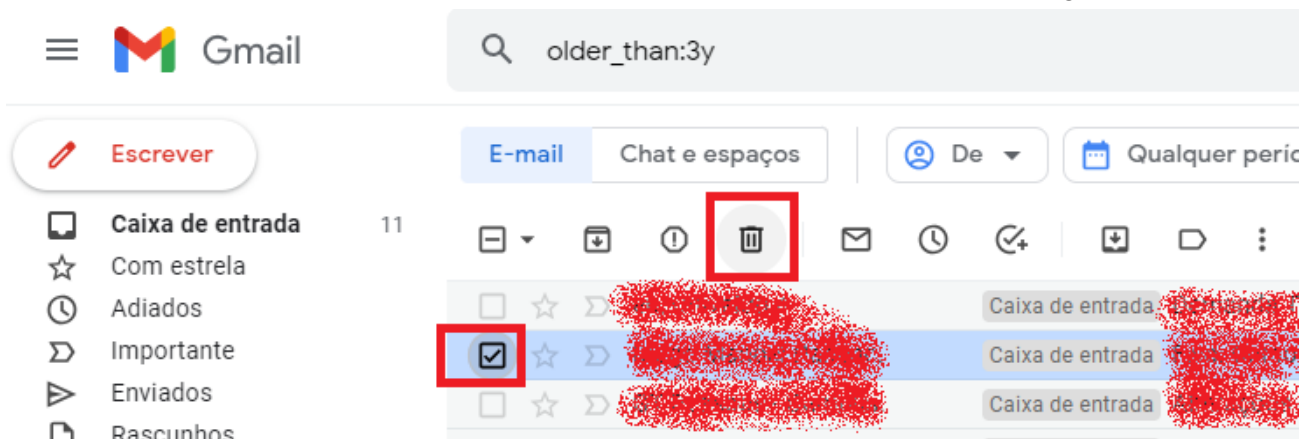 Gmail
older_than:3y
Escrever
E-mail
Chat e espaços
De
Qualquer períο
Caixa de entrada 11
Com estrela
Adiados
Importante
Enviados
Rascunhos
Caixa de entrada
Caixa de entrada
Caixa de entrada